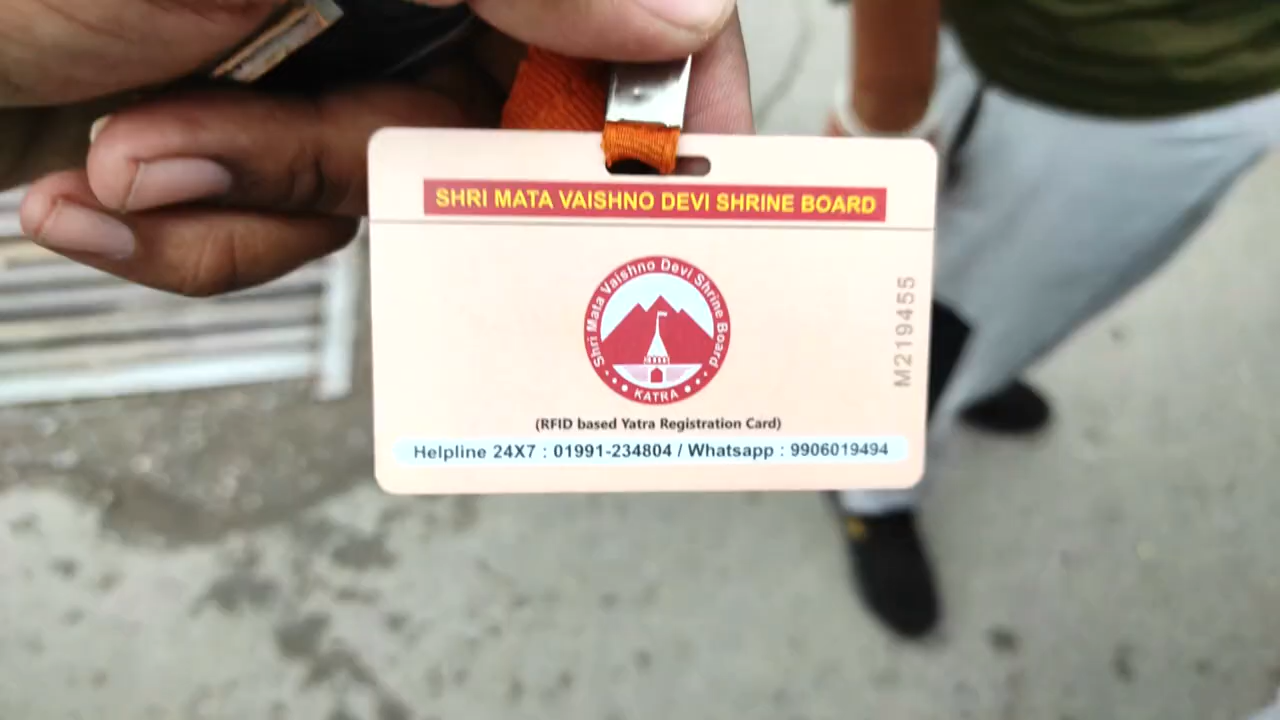 SHRI MATA VAISHNO DEVI SHRINE BOARD
Shri Mata Vaishno Devi Shrine Board
KATRA
M219455
(RFID based Yatra Registration Card)
Helpline 24X7 : 01991-234804 / Whatsapp : 9906019494